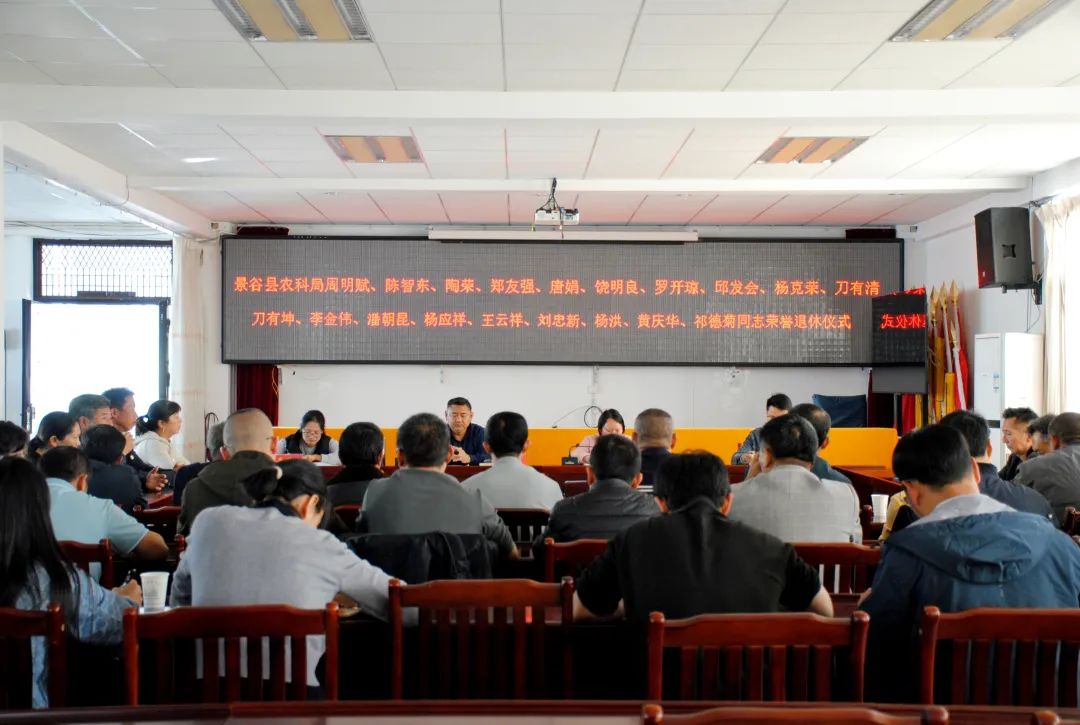 景谷县农科局周明赋、陈智东、陶荣、郑友强、唐娟、饶明良、罗开琼、邱发会、杨克荣、刀有清
刀有坤、李金伟、潘朝昆、杨应祥、王云祥、刘忠新、杨洪、黄庆华、祁德菊同志荣誉退休仪式